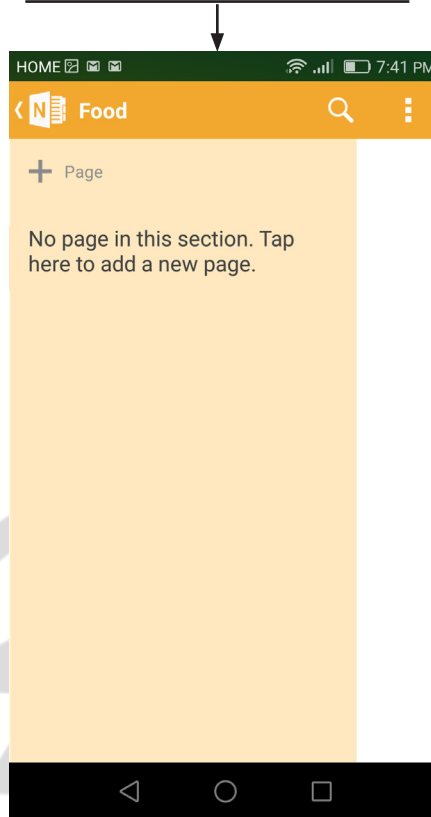 HOME 7:41 PM
N Food
Page
No page in this section. Tap
here to add a new page.